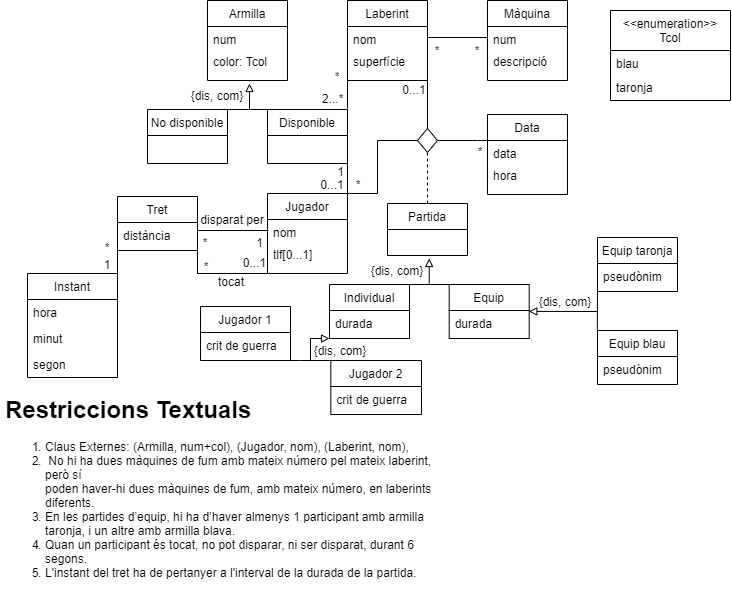 Armilla
num
color: Tcol
Laberint
nom
superfície
Màquina
num
descripció
<<enumeration>>
Tcol
blau
taronja
*
*
*
2...*
0...1
{dis, com}
No disponible
Disponible
Data
data
hora
*
1
0...1
*
Tret
distància
disparat per
*
1
*
0...1
tocat
Jugador
nom
tlf[0...1]
Partida
*
1
Instant
hora
minut
segon
{dis, com}
Individual
durada
Equip
durada
{dis, com}
Equip taronja
pseudònim
Equip blau
pseudònim
Jugador 1
crit de guerra
{dis, com}
Jugador 2
crit de guerra
Restriccions Textuals
1. Claus Externes: (Armilla, num+col), (Jugador, nom), (Laberint, nom),
2. No hi ha dues màquines de fum amb mateix número pel mateix laberint,
però sí
poden haver-hi dues màquines de fum, amb mateix número, en laberints
diferents.
3. En les partides d'equip, hi ha d'haver almenys 1 participant amb armilla
taronja, i un altre amb armilla blava.
4. Quan un participant és tocat, no pot disparar, ni ser disparat, durant 6
segons.
5. L'instant del tret ha de pertanyer a l'interval de la durada de la partida.